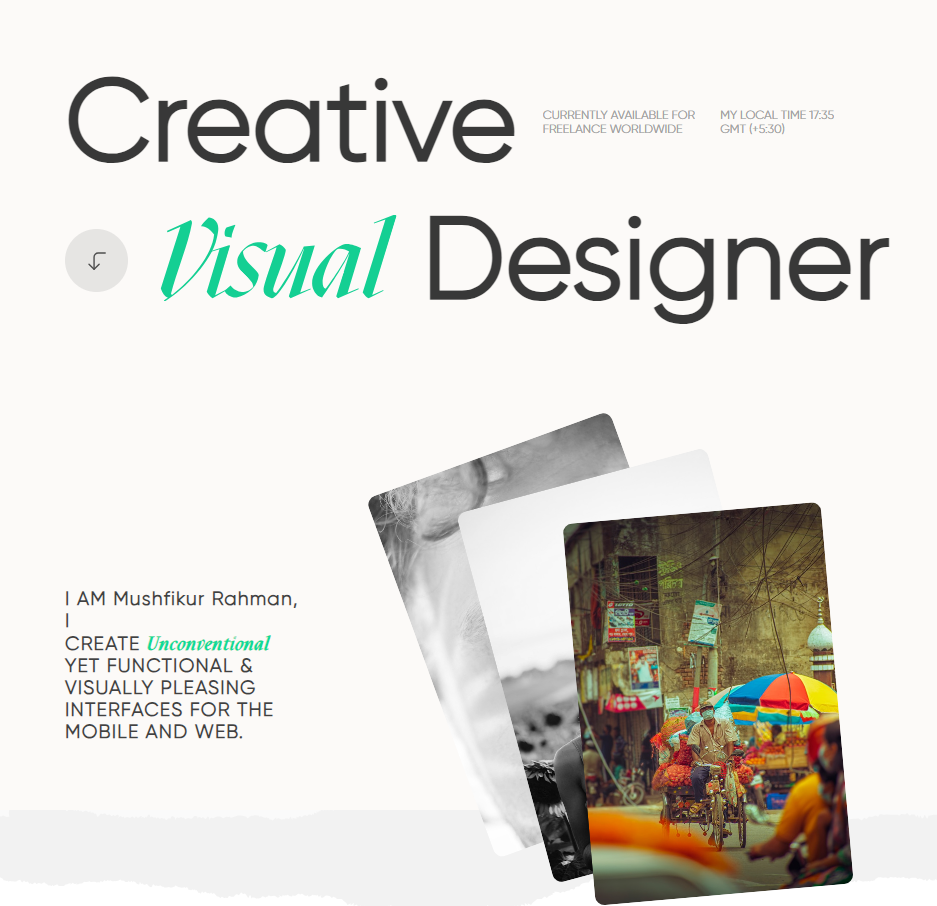 Creative
CURRENTLY AVAILABLE FOR
FREELANCE WORLDWIDE
MY LOCAL TIME 17:35
GMT (+5:30)
Visual Designer
I AM Mushfikur Rahman,
I
CREATE Unconventional
YET FUNCTIONAL &
VISUALLY PLEASING
INTERFACES FOR THE
MOBILE AND WEB.